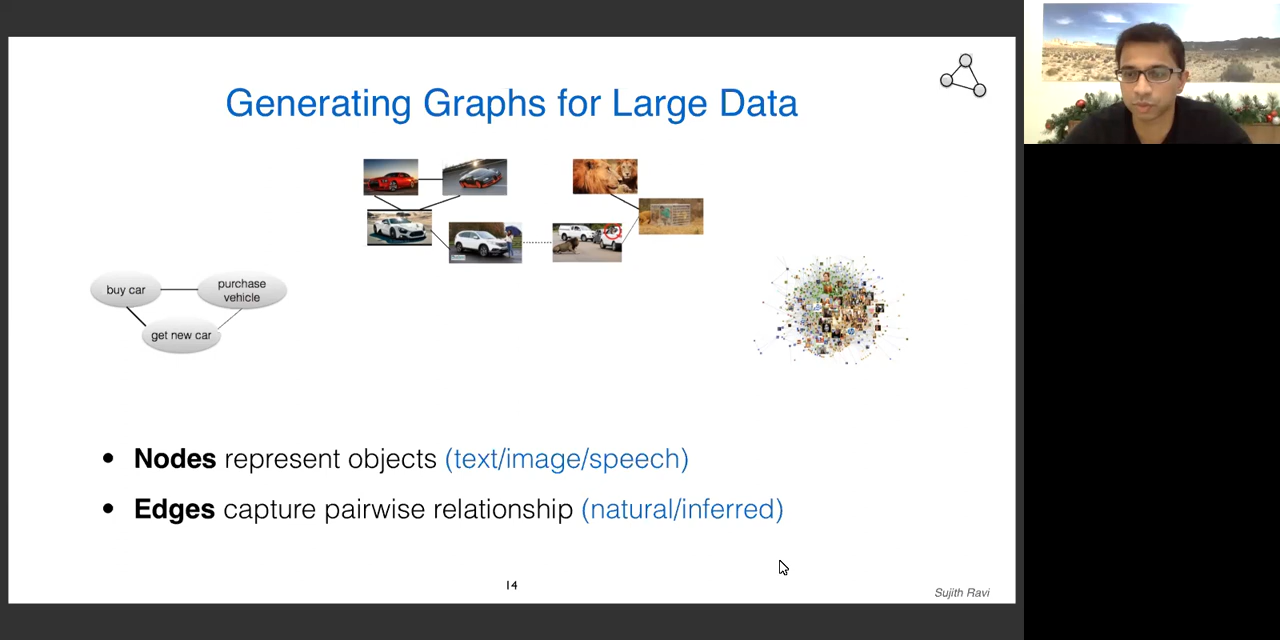 Generating Graphs for Large Data
buy car
purchase
vehicle
get new car
• Nodes represent objects (text/image/speech)
• Edges capture pairwise relationship (natural/inferred)
14
Sujith Ravi